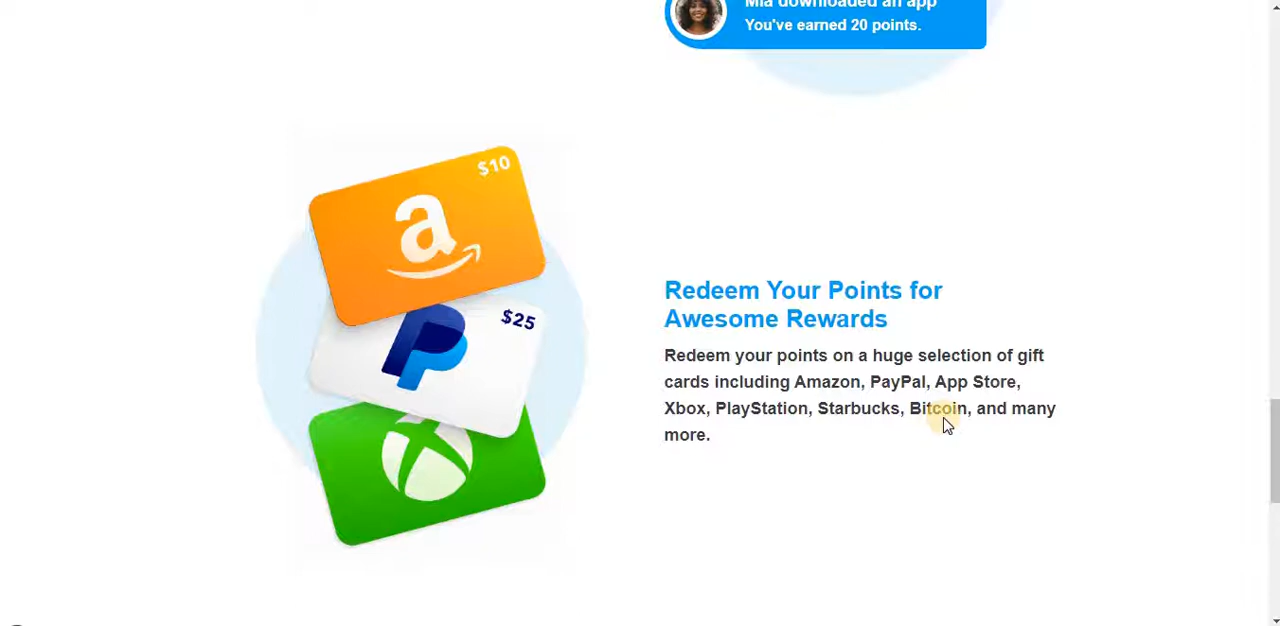 Mia downloaded an app
You've earned 20 points.
$10
a
$25
Redeem Your Points for
Awesome Rewards
Redeem your points on a huge selection of gift
cards including Amazon, PayPal, App Store,
Xbox, PlayStation, Starbucks, Bitcoin, and many
more.